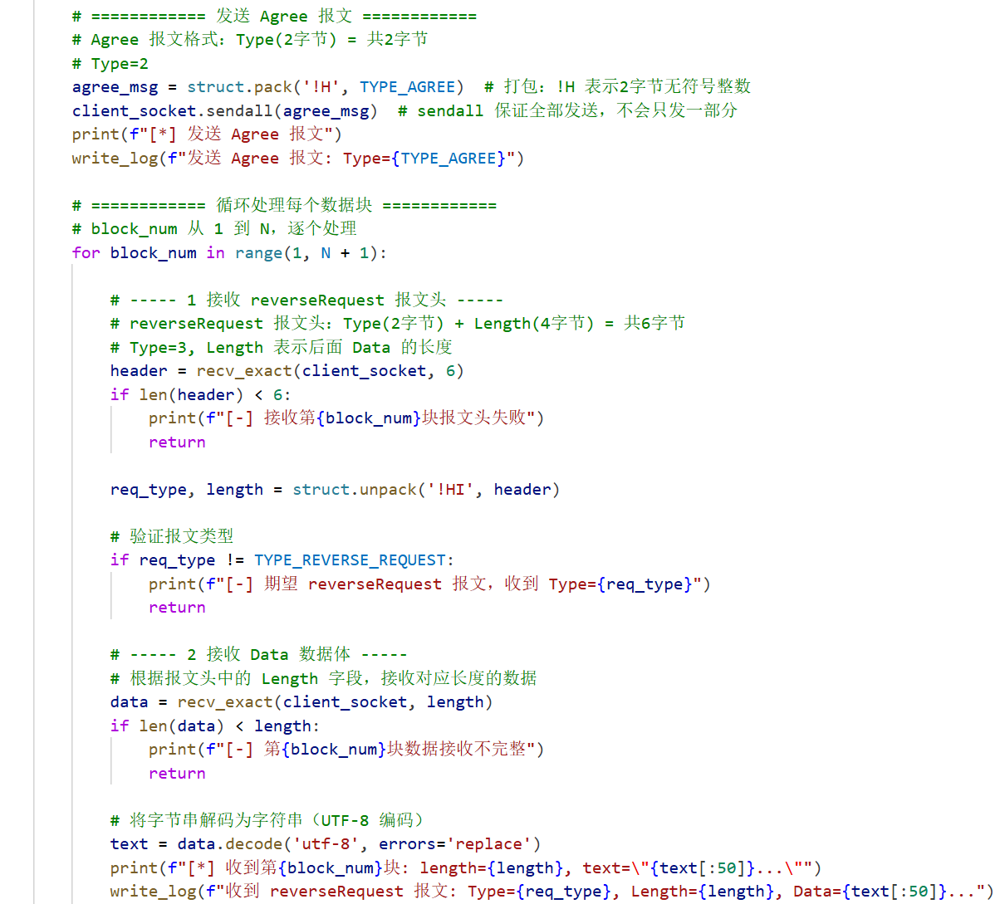 # ============ 发送 Agree 报文 ============
# Agree 报文格式：Type(2字节) = 共2字节
# Type=2
agree_msg = struct.pack('!H', TYPE_AGREE)  # 打包：!H 表示2字节无符号整数
client_socket.sendall(agree_msg)  # sendall 保证全部发送，不会只发一部分
print(f"[*] 发送 Agree 报文")
write_log(f"发送 Agree 报文: Type={TYPE_AGREE}")
# ============ 循环处理每个数据块 ============
# block_num 从 1 到 N，逐个处理
for block_num in range(1, N + 1):
# ----- 1 接收 reverseRequest 报文头 -----
# reverseRequest 报文头：Type(2字节) + Length(4字节) = 共6字节
# Type=3, Length 表示后面 Data 的长度
header = recv_exact(client_socket, 6)
if len(header) < 6:
print(f"[-] 接收第{block_num}块报文头失败")
return
req_type, length = struct.unpack('!HI', header)
# 验证报文类型
if req_type != TYPE_REVERSE_REQUEST:
print(f"[-] 期望 reverseRequest 报文，收到 Type={req_type}")
return
# ----- 2 接收 Data 数据体 -----
# 根据报文头中的 Length 字段，接收对应长度的数据
data = recv_exact(client_socket, length)
if len(data) < length:
print(f"[-] 第{block_num}块数据接收不完整")
return
# 将字节串解码为字符串（UTF-8 编码）
text = data.decode('utf-8', errors='replace')
print(f"[*] 收到第{block_num}块: length={length}, text=\"{text[:50]}...\"")
write_log(f"收到 reverseRequest 报文: Type={req_type}, Length={length}, Data={text[:50]}...")